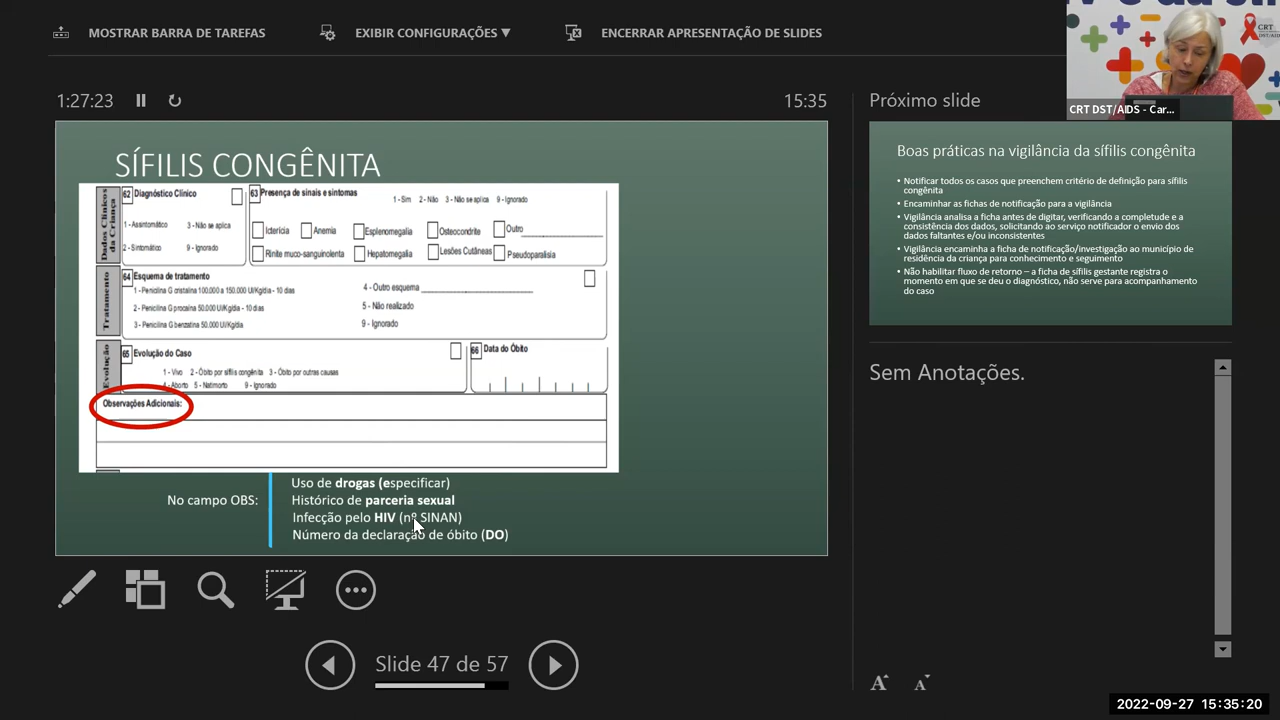 MOSTRAR BARRA DE TAREFAS
EXIBIR CONFIGURAÇÕES ▼
ENCERRAR APRESENTAÇÃO DE SLIDES
CRT
DST/AIDS
CRT DST/AIDS - Car...
1:27:23
15:35
Próximo slide
SÍFILIS CONGÊNITA
Dados Clínicos da Criança
62 Diagnóstico Clínico
1 - Assintomático 3 - Não se aplica
2 - Sintomático 9 - Ignorado
63 Presença de sinais e sintomas
1 - Sim 2 - Não 3 - Não se aplica 9 - Ignorado
Icterícia Anemia Esplenomegalia Osteocondrite Outro
Rinite muco-sanguinolenta Hepatomegalia Lesões Cutâneas Pseudoparalisia
Tratamento
64 Esquema de tratamento
1 - Penicilina G cristalina 100.000 a 150.000 UI/Kg/dia - 10 dias
2 - Penicilina G procaina 50.000 UI/Kg/dia - 10 dias
3 - Penicilina G benzatina 50.000 UI/Kg/dia
4 - Outro esquema
5 - Não realizado
9 - Ignorado
Evolução
65 Evolução do Caso
1 - Vivo 2 - Óbito por sífilis congênita 3 - Óbito por outras causas
4 - Aborto 5 - Natimorto 9 - Ignorado
66 Data do Óbito
Observações Adicionais:
No campo OBS:
Uso de drogas (especificar)
Histórico de parceria sexual
Infecção pelo HIV (nº SINAN)
Número da declaração de óbito (DO)
Boas práticas na vigilância da sífilis congênita
• Notificar todos os casos que preenchem critério de definição para sífilis
congênita
• Encaminhar as fichas de notificação para a vigilância
• Vigilância analisa a ficha antes de digitar, verificando a completude e a
consistência dos dados, solicitando ao serviço notificador o envio dos
dados faltantes e/ou inconsistentes
• Vigilância encaminha a ficha de notificação/investigação ao município de
residência da criança para conhecimento e seguimento
• Não habilitar fluxo de retorno – a ficha de sífilis gestante registra o
momento em que se deu o diagnóstico, não serve para acompanhamento
do caso
Sem Anotações.
Slide 47 de 57
A A
2022-09-27 15:35:20